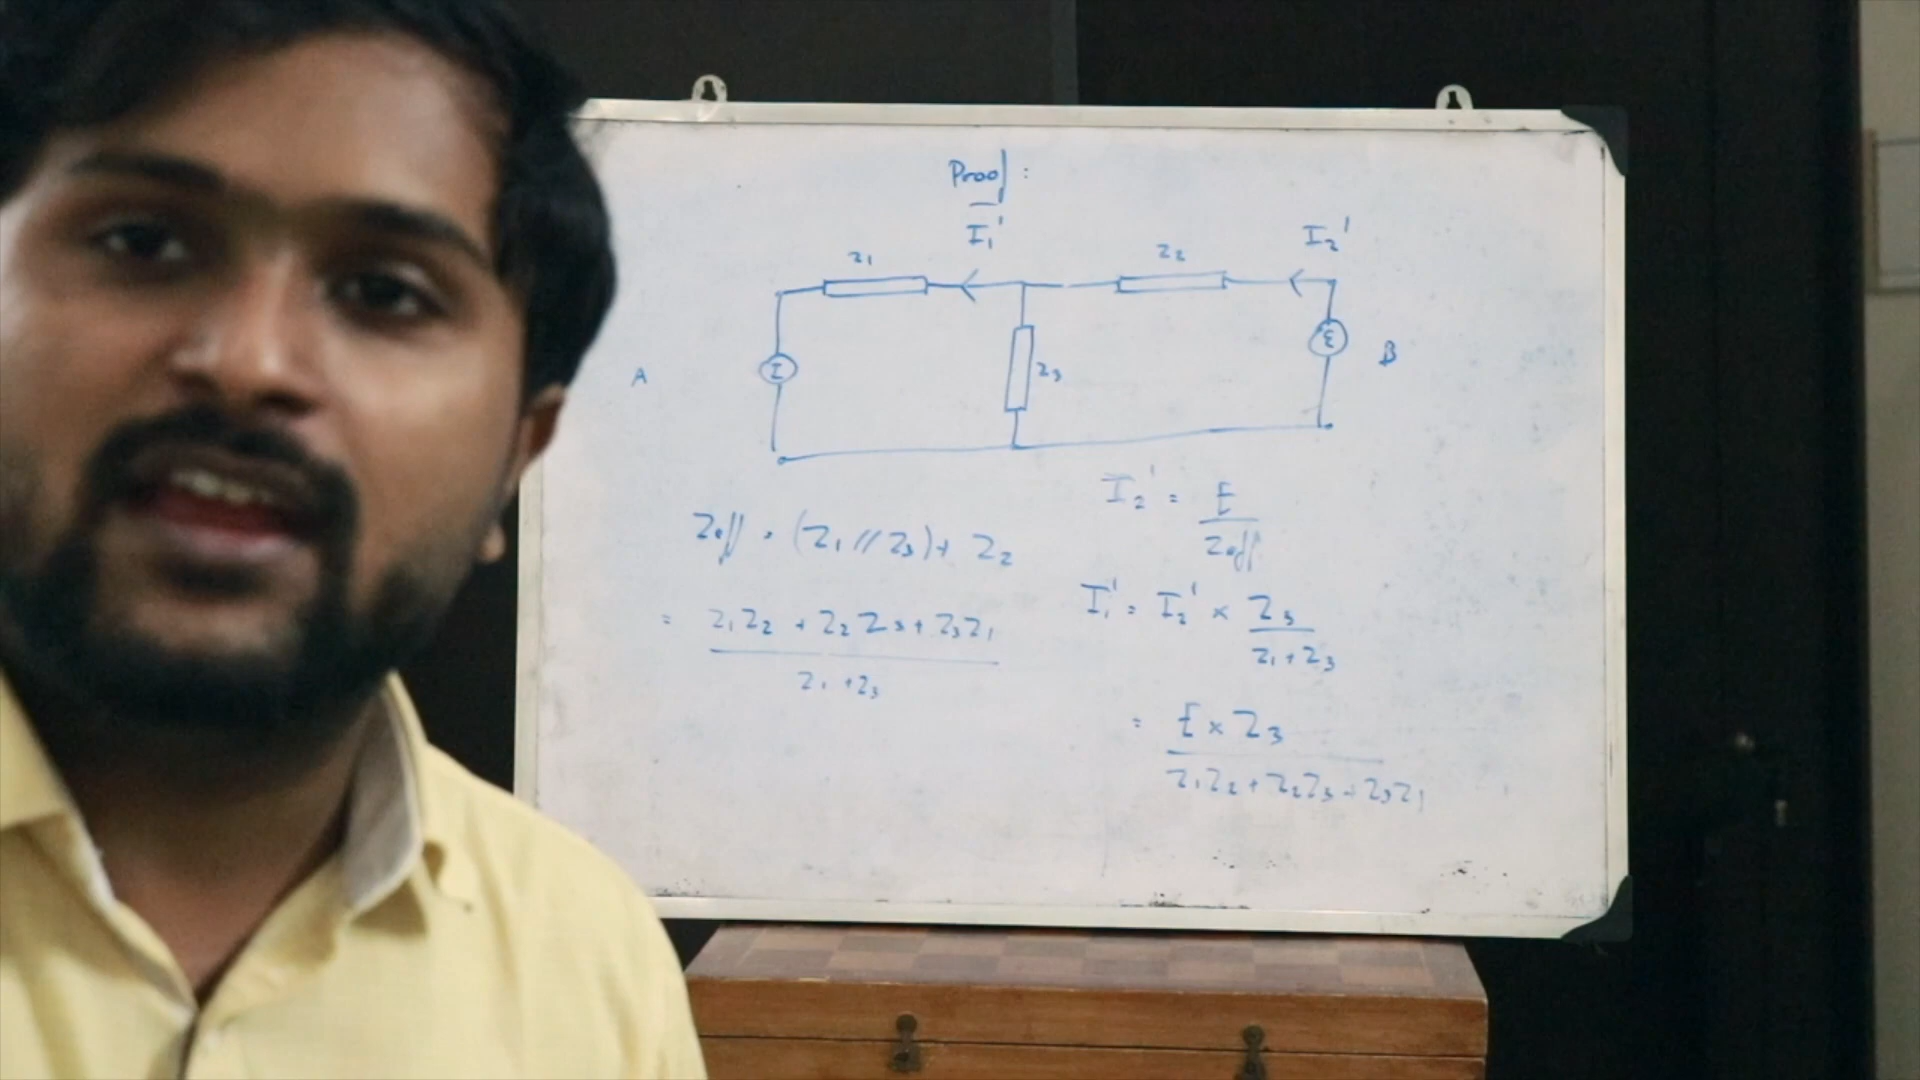 Proof :
I₁' I₂'
Z₁ Z₂
A I Z₃ E B
Zeff = (Z₁ // Z₃) + Z₂
= Z₁Z₂ + Z₂Z₃ + Z₃Z₁
Z₁ + Z₃
I₂' = E
Zeff
I₁' = I₂' × Z₃
Z₁ + Z₃
= E × Z₃
Z₁Z₂ + Z₂Z₃ + Z₃Z₁